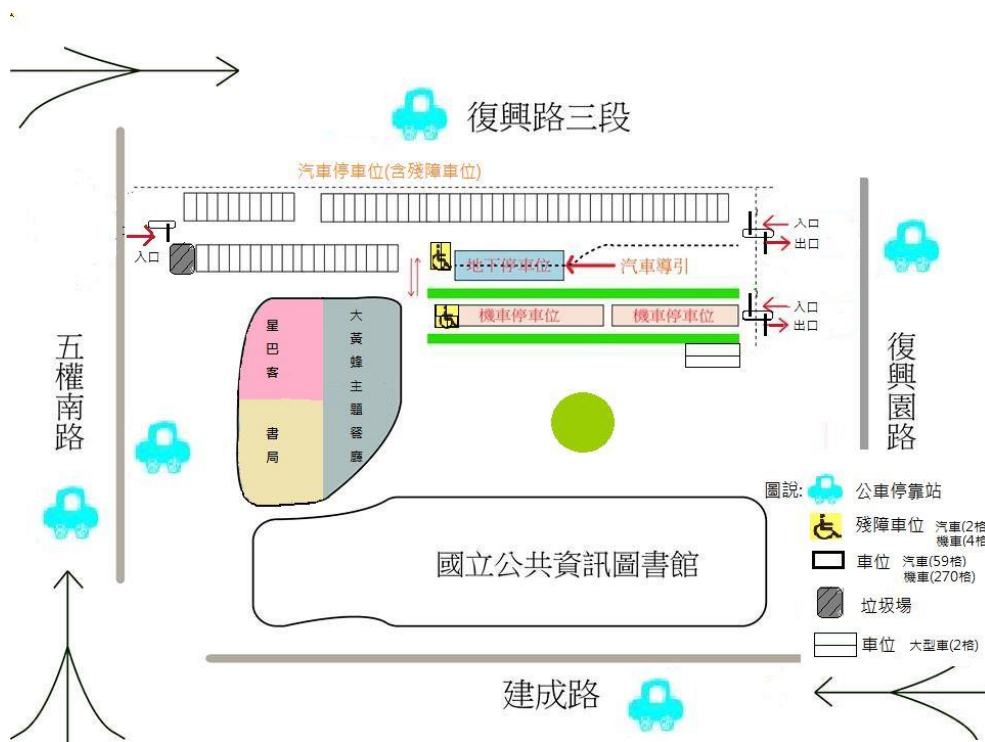 復興路三段
汽車停車位(含殘障車位)
入口
出口
入口
地下停車位
汽車導引
機車停車位
機車停車位
入口
出口
星巴客
大黃蜂主題餐廳
書局
五權南路
復興園路
圖說:
公車停靠站
殘障車位 汽車(2格
機車(4格
車位 汽車(59格)
機車(270格)
垃圾場
車位 大型車(2格)
國立公共資訊圖書館
建成路